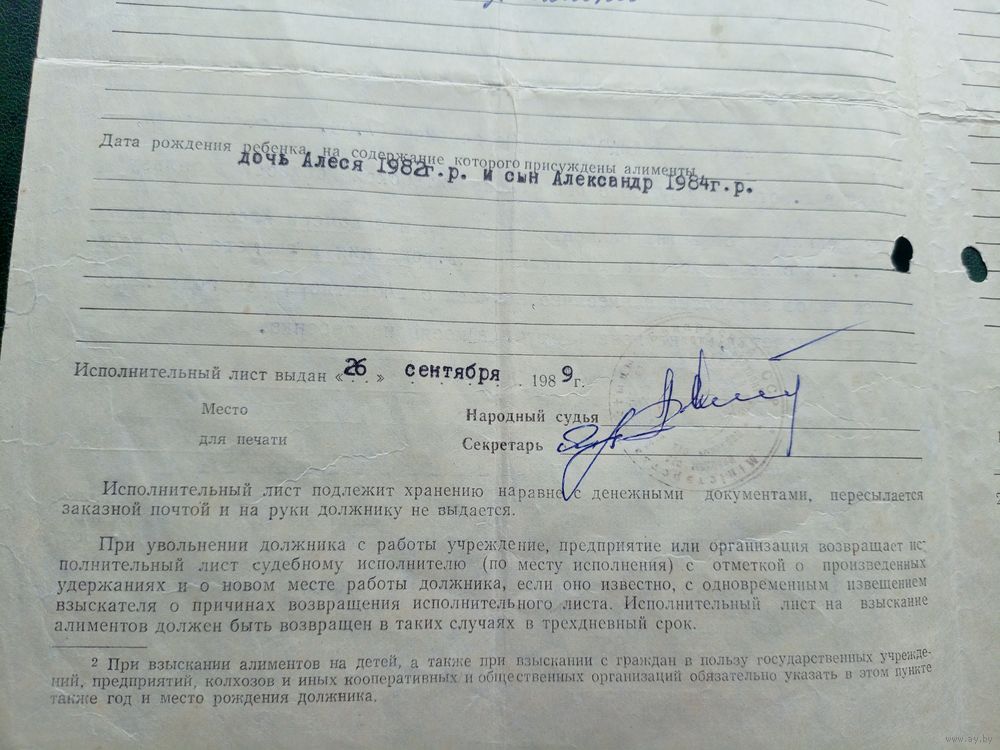 Дата рождения ребенка, на содержание которого присуждены алименты
дочь Алеся 1982г.р. и сын Александр 1984г.р.
Исполнительный лист выдан «26» сентября 1989г.
Место
для печати
Народный судья
Секретарь
Исполнительный лист подлежит хранению наравне с денежными документами, пересылается
заказной почтой и на руки должнику не выдается.
При увольнении должника с работы учреждение, предприятие или организация возвращает ис-
полнительный лист судебному исполнителю (по месту исполнения) с отметкой о произведенных
удержаниях и о новом месте работы должника, если оно известно, с одновременным извещением
взыскателя о причинах возвращения исполнительного листа. Исполнительный лист на взыскание
алиментов должен быть возвращен в таких случаях в трехдневный срок.
2 При взыскании алиментов на детей, а также при взыскании с граждан в пользу государственных учрежде-
ний, предприятий, колхозов и иных кооперативных и общественных организаций обязательно указать в этом пункте
также год и место рождения должника.
www.ay.by